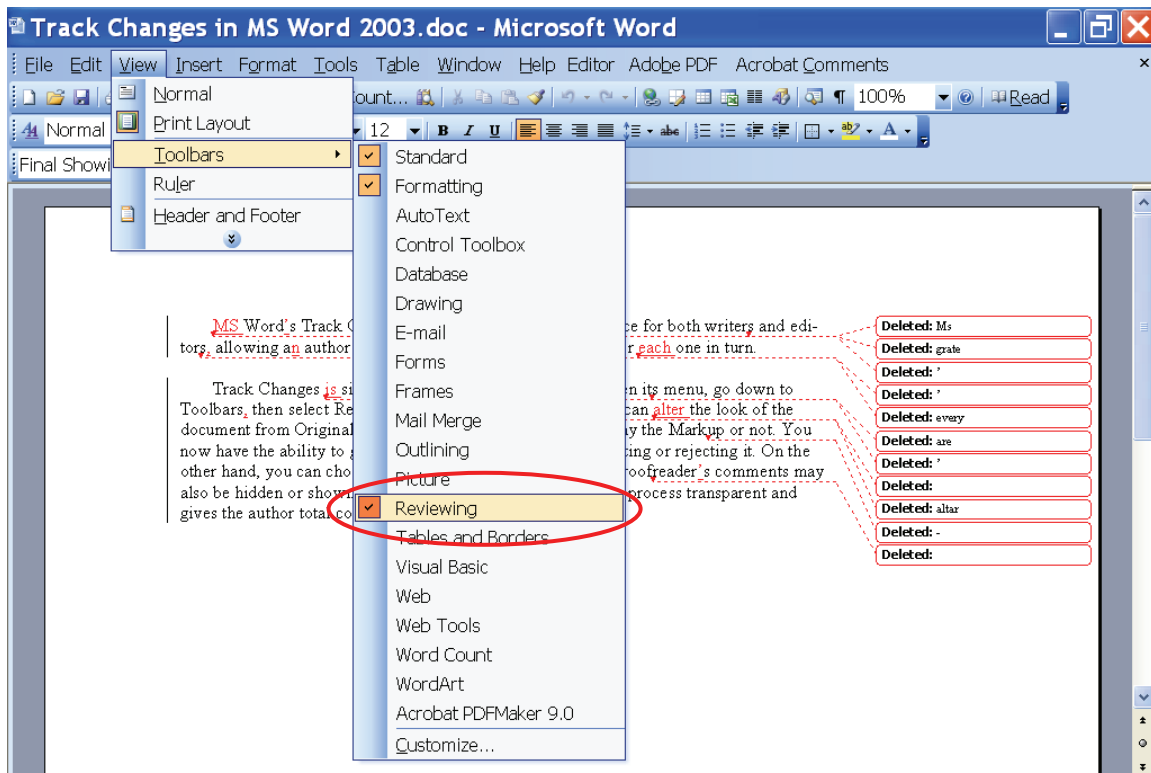 Track Changes in MS Word 2003.doc - Microsoft Word
File Edit View Insert Format Tools Table Window Help Editor Adobe PDF Acrobat Comments
Normal
Print Layout
Toolbars
Ruler
Header and Footer
ount... 100% Read
Normal 12 B I U
Final Showi
Standard
Formatting
AutoText
Control Toolbox
Database
Drawing
E-mail
Forms
Frames
Mail Merge
Outlining
Picture
Reviewing
Tables and Borders
Visual Basic
Web
Web Tools
Word Count
WordArt
Acrobat PDFMaker 9.0
Customize...
MS Word's Track ce for both writers and edi-
tors, allowing an author r each one in turn.
Track Changes is si en its menu, go down to
Toolbars, then select Re can alter the look of the
document from Original ay the Markup or not. You
now have the ability to ting or rejecting it. On the
other hand, you can cho roofreader's comments may
also be hidden or shown process transparent and
gives the author total co
Deleted: Ms
Deleted: grate
Deleted: '
Deleted: '
Deleted: every
Deleted: are
Deleted: '
Deleted:
Deleted: altar
Deleted: -
Deleted: